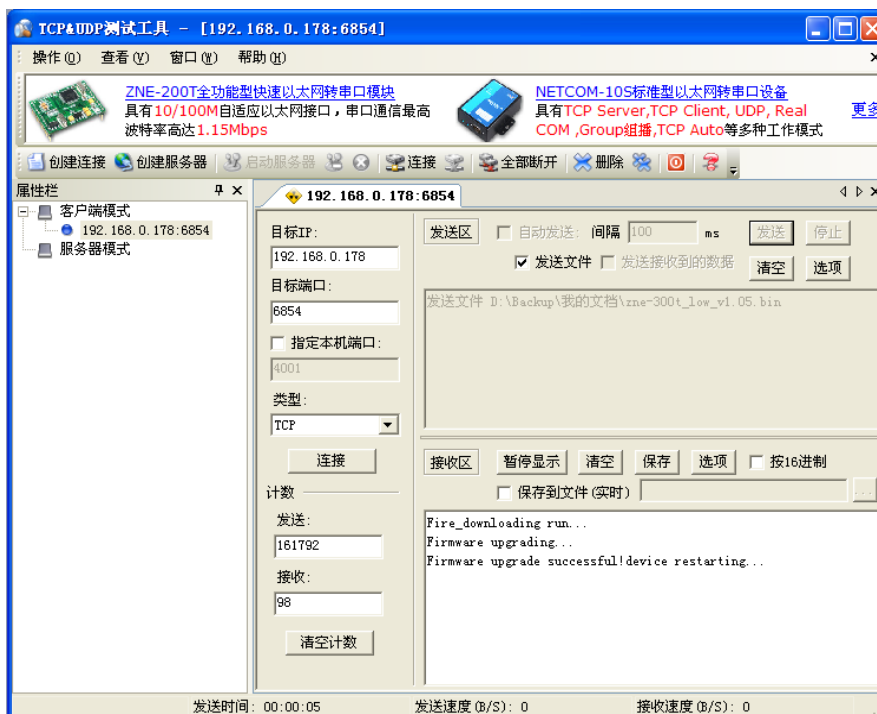 TCP&UDP测试工具 - [192.168.0.178:6854]
操作(O) 查看(V) 窗口(W) 帮助(H)
ZNE-200T全功能型快速以太网转串口模块
具有10/100M自适应以太网接口，串口通信最高
波特率高达1.15Mbps
NETCOM-10S标准型以太网转串口设备
具有TCP Server,TCP Client, UDP, Real
COM ,Group组播,TCP Auto等多种工作模式
更多
创建连接 创建服务器 启动服务器 连接 全部断开 删除
属性栏
客户端模式
192.168.0.178:6854
服务器模式
192.168.0.178:6854
目标IP:
192.168.0.178
目标端口:
6854
指定本机端口:
4001
类型:
TCP
连接
计数
发送:
161792
接收:
98
清空计数
发送区 自动发送: 间隔 100 ms 发送 停止
发送文件 发送接收到的数据 清空 选项
发送文件 D:\Backup\我的文档\zne-300t_low_v1.05.bin
接收区 暂停显示 清空 保存 选项 按16进制
保存到文件(实时) ...
Fire_downloading run...
Firmware upgrading...
Firmware upgrade successful!device restarting...
发送时间: 00:00:05 发送速度(B/S): 0 接收速度(B/S): 0